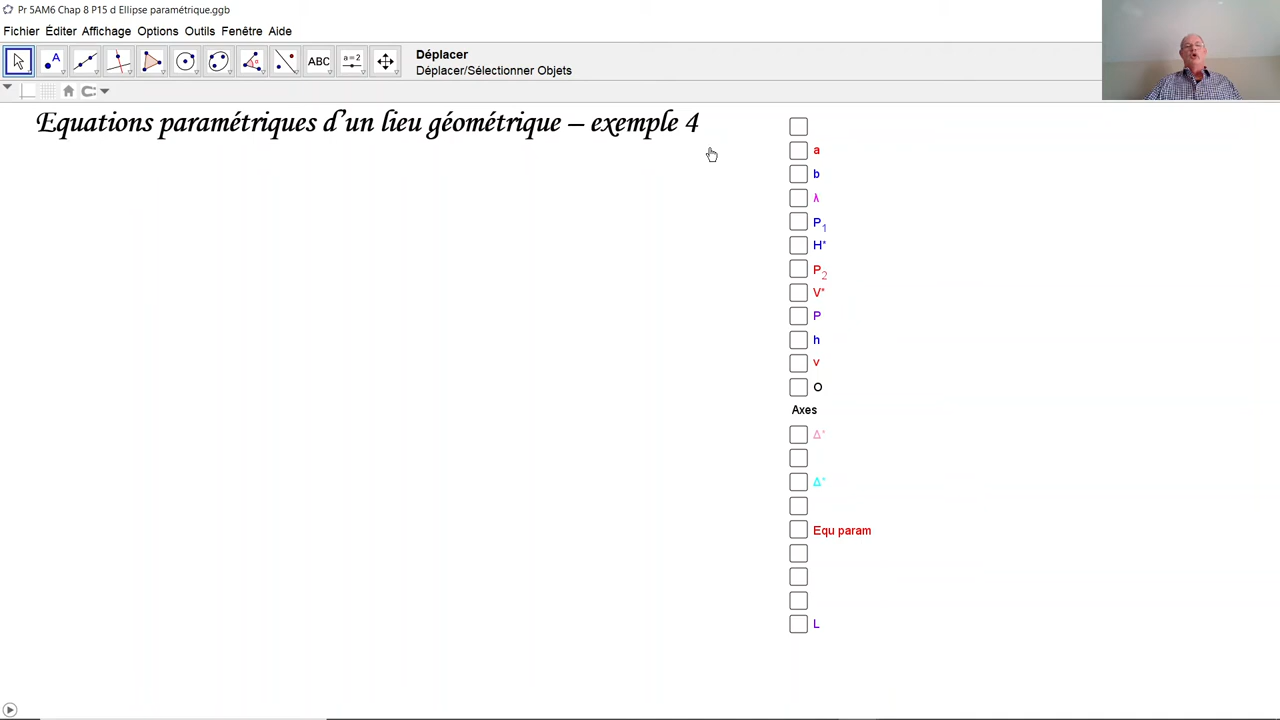 Pr 5AM6 Chap 8 P15 d Ellipse paramétrique.ggb
Fichier Éditer Affichage Options Outils Fenêtre Aide
A
ABC
a=2
Déplacer
Déplacer/Sélectionner Objets
Equations paramétriques d'un lieu géométrique – exemple 4
a
b
λ
P1
H*
P2
V*
P
h
v
O
Axes
Δ*
Δ*
Equ param
L